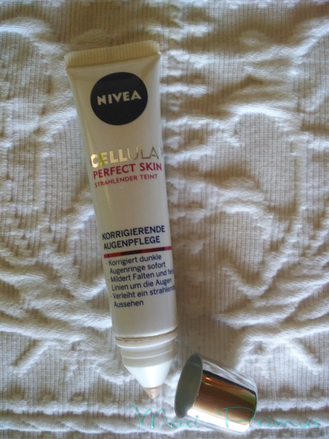 NIVEA
CELLULAR
PERFECT SKIN
STRAHLENDER TEINT
KORRIGIERENDE
AUGENPFLEGE
Korrigiert dunkle
Augenringe sofort
Mildert Falten und
Linien um die Augen
Verleiht ein
Aussehen